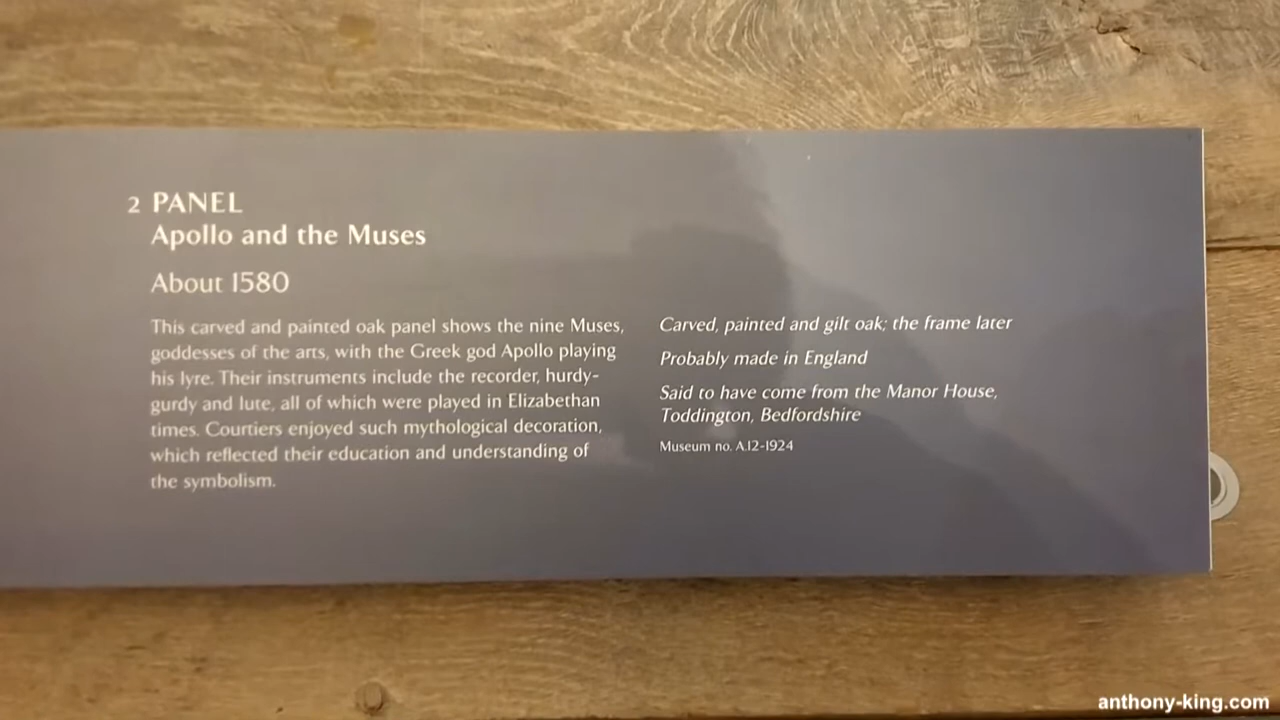 2 PANEL
Apollo and the Muses
About 1580
This carved and painted oak panel shows the nine Muses,
goddesses of the arts, with the Greek god Apollo playing
his lyre. Their instruments include the recorder, hurdy-
gurdy and lute, all of which were played in Elizabethan
times. Courtiers enjoyed such mythological decoration,
which reflected their education and understanding of
the symbolism.
Carved, painted and gilt oak; the frame later
Probably made in England
Said to have come from the Manor House,
Toddington, Bedfordshire
Museum no. A.12-1924
anthony-king.com